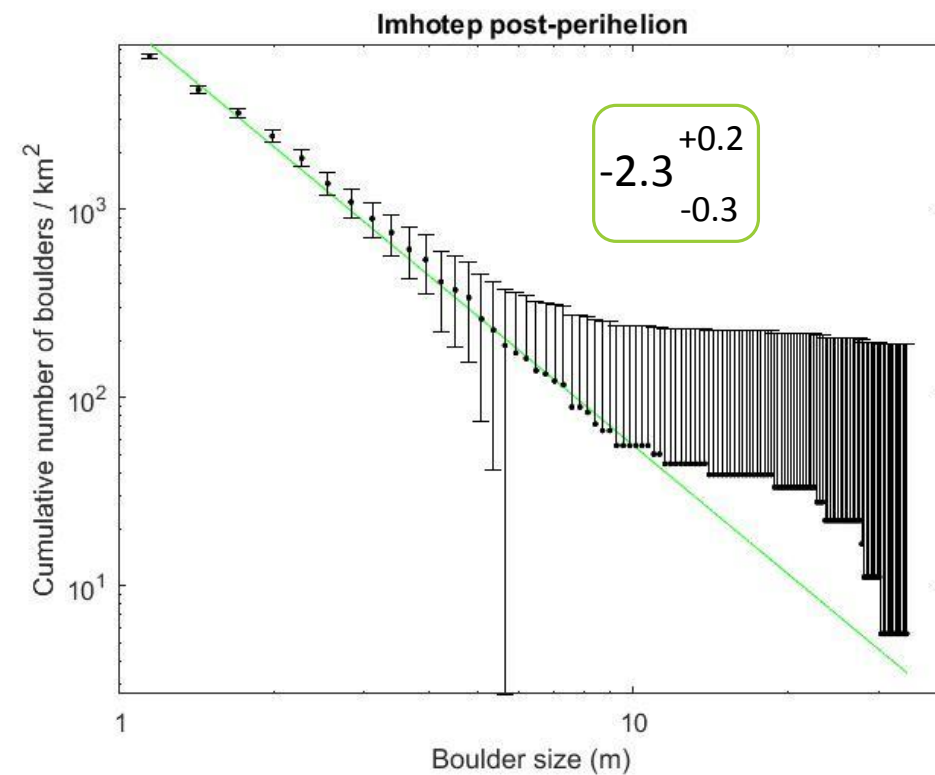 Imhotep post-perihelion
-2.3 +0.2 -0.3
Cumulative number of boulders / km²
10³
10²
10¹
1
10
Boulder size (m)